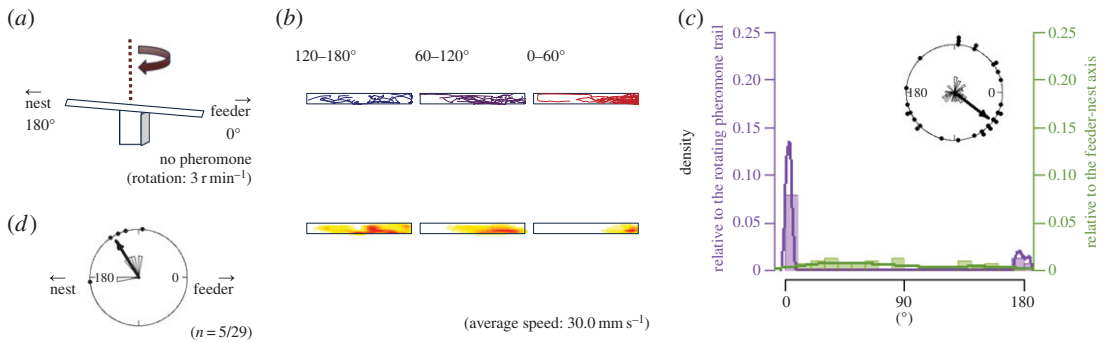 (a)
← nest
180°
feeder →
0°
no pheromone
(rotation: 3 r min⁻¹)
(b)
120–180° 60–120° 0–60°
(average speed: 30.0 mm s⁻¹)
(c)
density
relative to the rotating pheromone trail
0.25
0.20
0.15
0.10
0.05
0
180 0
0.25
0.20
0.15
0.10
0.05
0
relative to the feeder-nest axis
0 90 180
(°)
(d)
← nest
180 0
feeder →
(n = 5/29)